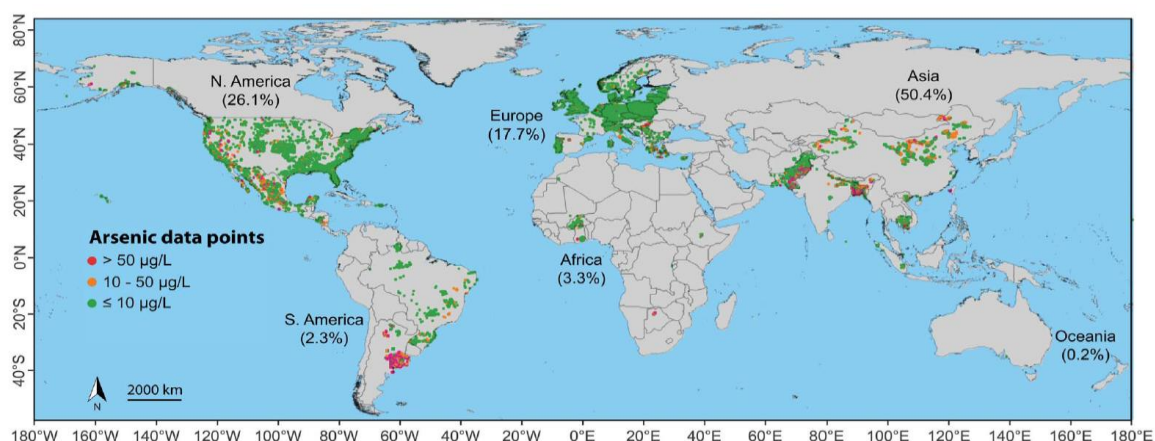 80°N
60°N
40°N
20°N
0°N
20°S
40°S
N. America
(26.1%)
Europe
(17.7%)
Asia
(50.4%)
Africa
(3.3%)
S. America
(2.3%)
Oceania
(0.2%)
Arsenic data points
> 50 µg/L
10 - 50 µg/L
≤ 10 µg/L
N
2000 km
180°W 160°W 140°W 120°W 100°W 80°W 60°W 40°W 20°W 0°E 20°E 40°E 60°E 80°E 100°E 120°E 140°E 160°E 180°E